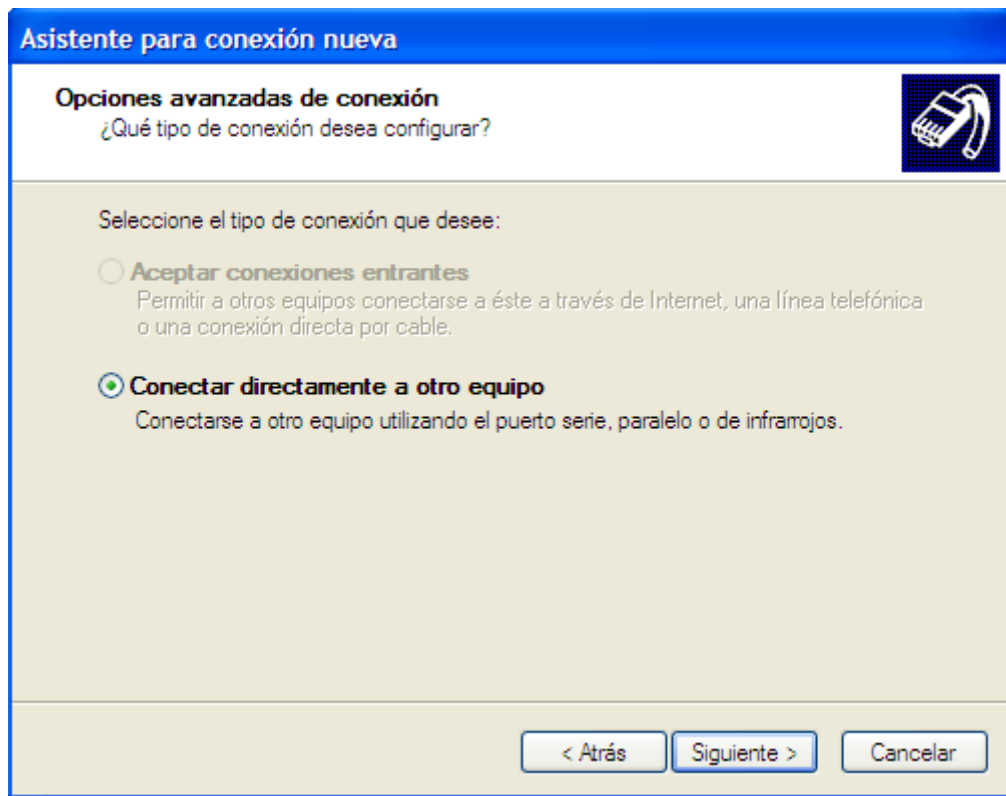 Asistente para conexión nueva
Opciones avanzadas de conexión
¿Qué tipo de conexión desea configurar?
Seleccione el tipo de conexión que desee:
Aceptar conexiones entrantes
Permitir a otros equipos conectarse a éste a través de Internet, una línea telefónica
o una conexión directa por cable.
Conectar directamente a otro equipo
Conectarse a otro equipo utilizando el puerto serie, paralelo o de infrarrojos.
< Atrás Siguiente > Cancelar